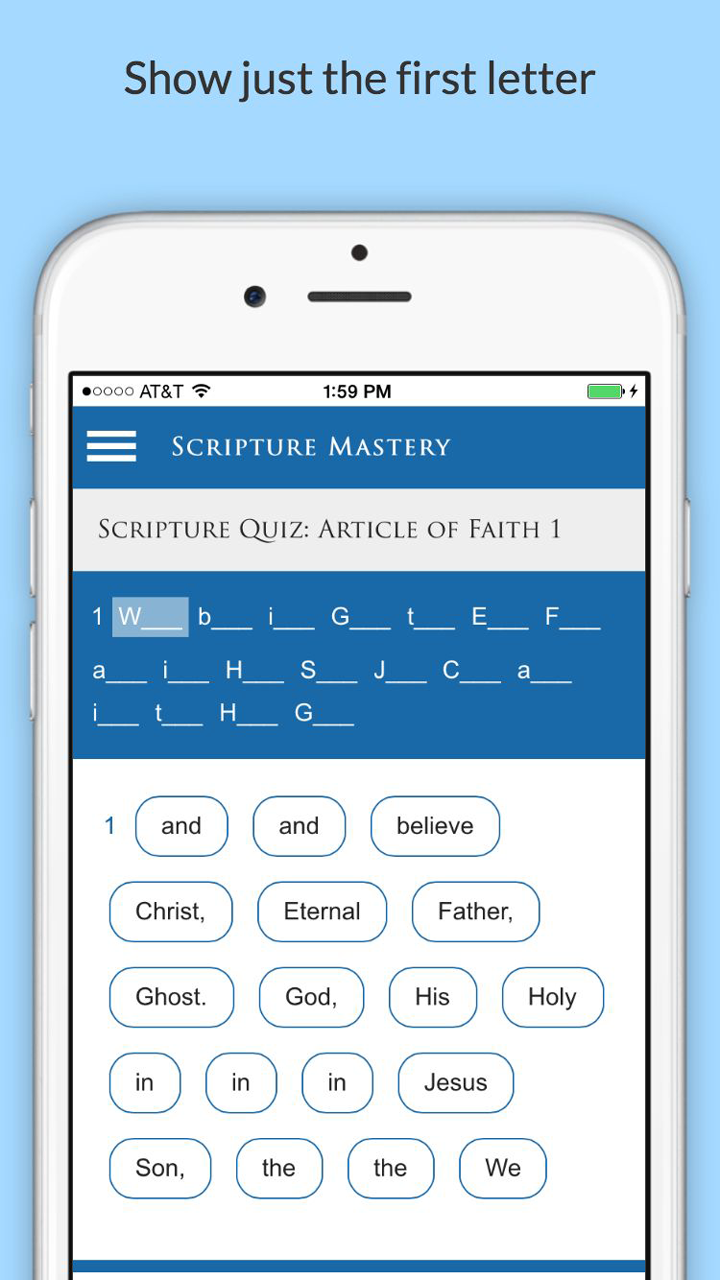 Show just the first letter
AT&T 1:59 PM
Scripture Mastery
Scripture Quiz: Article of Faith 1
1 W___ b___ i___ G___ t___ E___ F___
a___ i___ H___ S___ J___ C___ a___
i___ t___ H___ G___
1 and and believe
Christ, Eternal Father,
Ghost. God, His Holy
in in in Jesus
Son, the the We